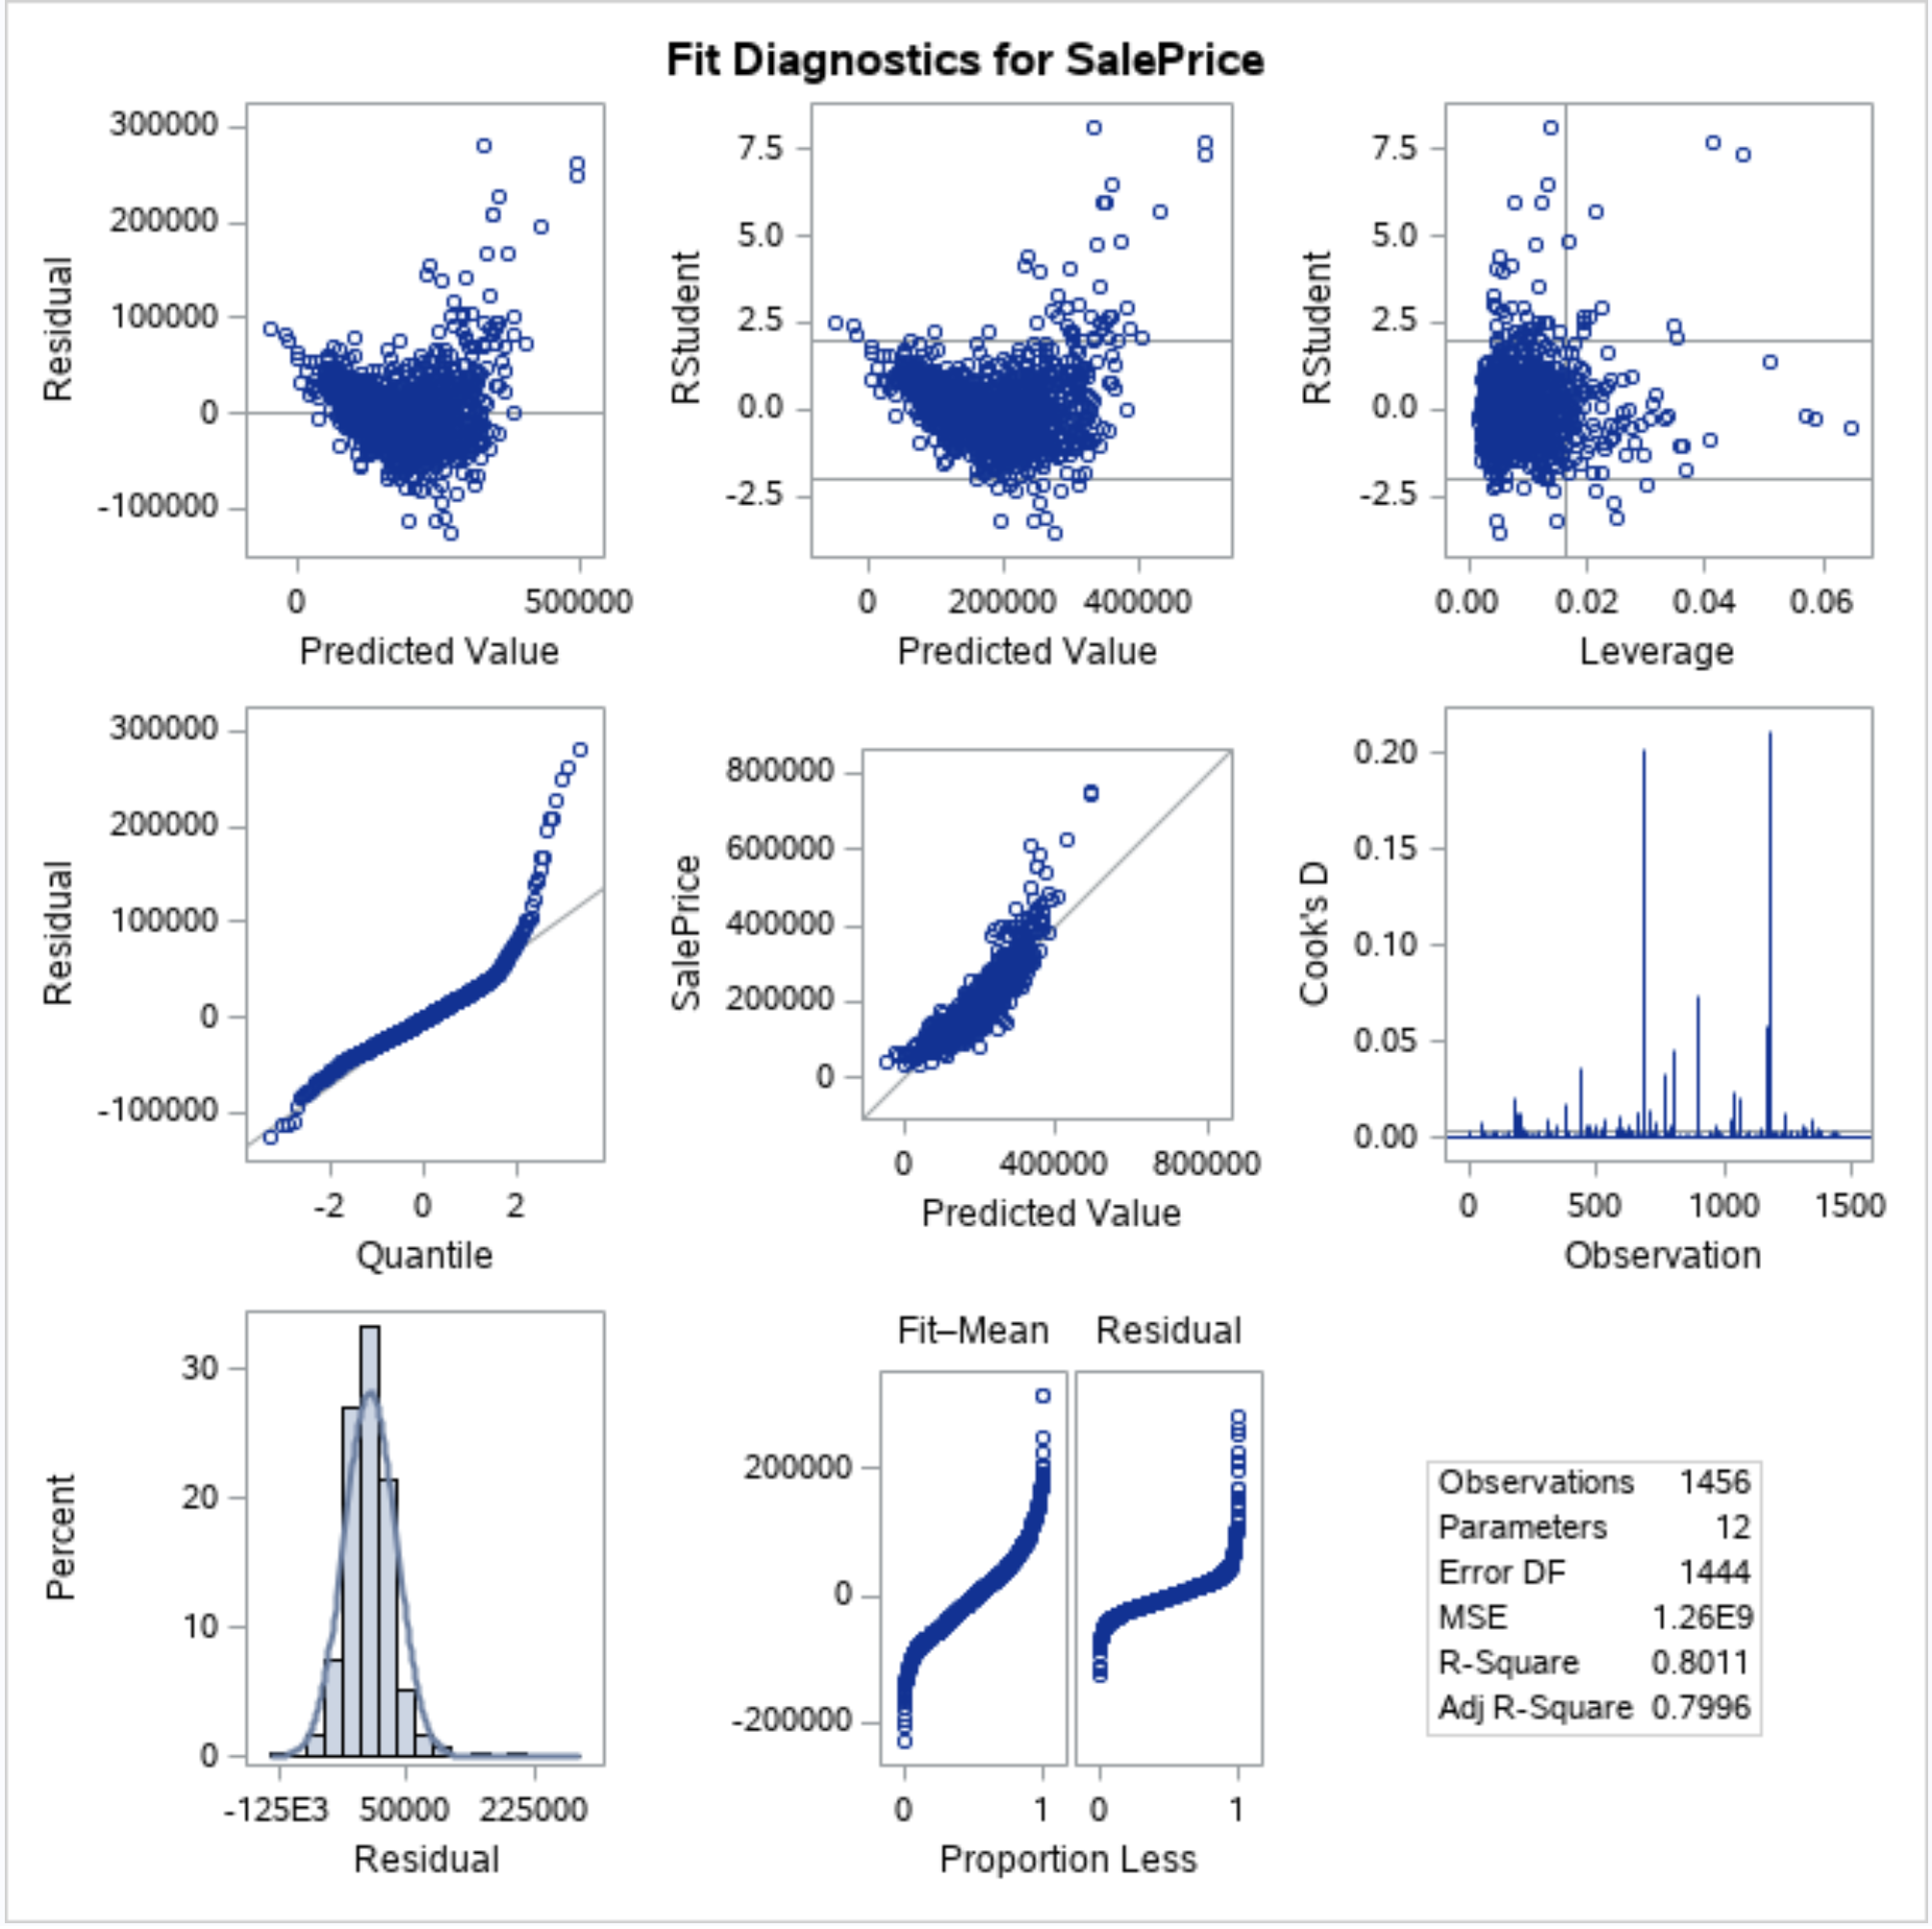 Fit Diagnostics for SalePrice
Residual
300000
200000
100000
0
-100000
0 500000
Predicted Value
RStudent
7.5
5.0
2.5
0.0
-2.5
0 200000 400000
Predicted Value
RStudent
7.5
5.0
2.5
0.0
-2.5
0.00 0.02 0.04 0.06
Leverage
Residual
300000
200000
100000
0
-100000
-2 0 2
Quantile
SalePrice
800000
600000
400000
200000
0
0 400000 800000
Predicted Value
Cook's D
0.20
0.15
0.10
0.05
0.00
0 500 1000 1500
Observation
Percent
30
20
10
0
-125E3 50000 225000
Residual
Fit–Mean Residual
200000
0
-200000
0 1 0 1
Proportion Less
Observations 1456
Parameters 12
Error DF 1444
MSE 1.26E9
R-Square 0.8011
Adj R-Square 0.7996